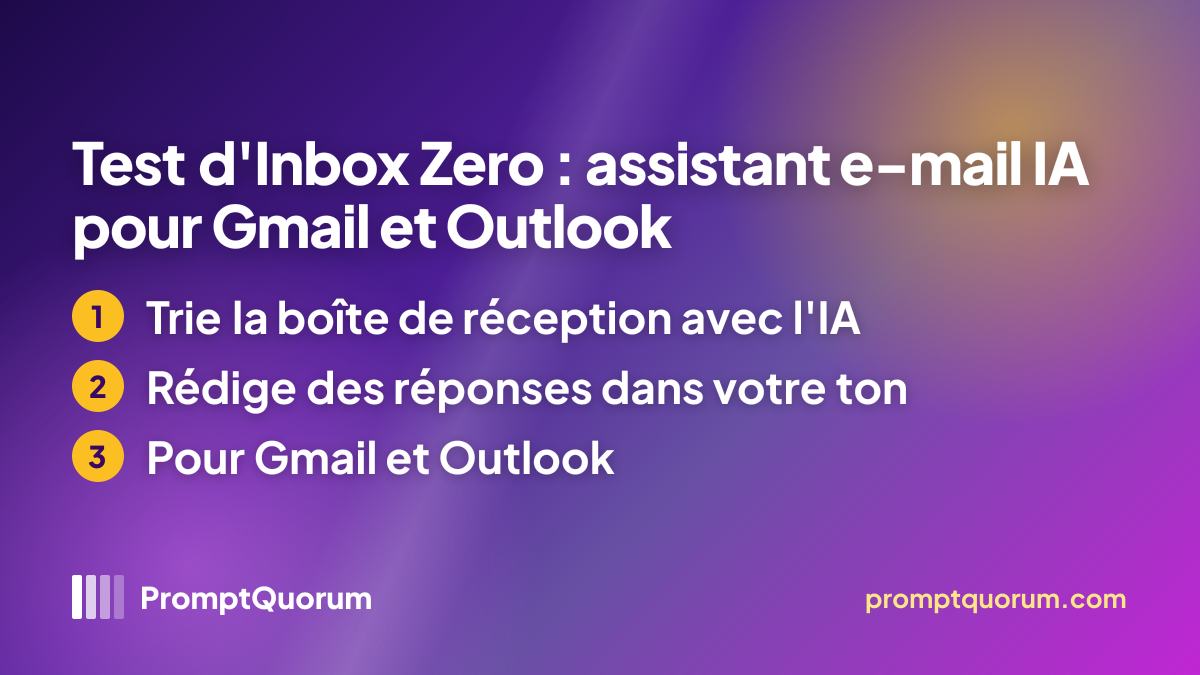 Test d'Inbox Zero : assistant e-mail IA
pour Gmail et Outlook
1 Trie la boîte de réception avec l'IA
2 Rédige des réponses dans votre ton
3 Pour Gmail et Outlook
PromptQuorum
promptquorum.com